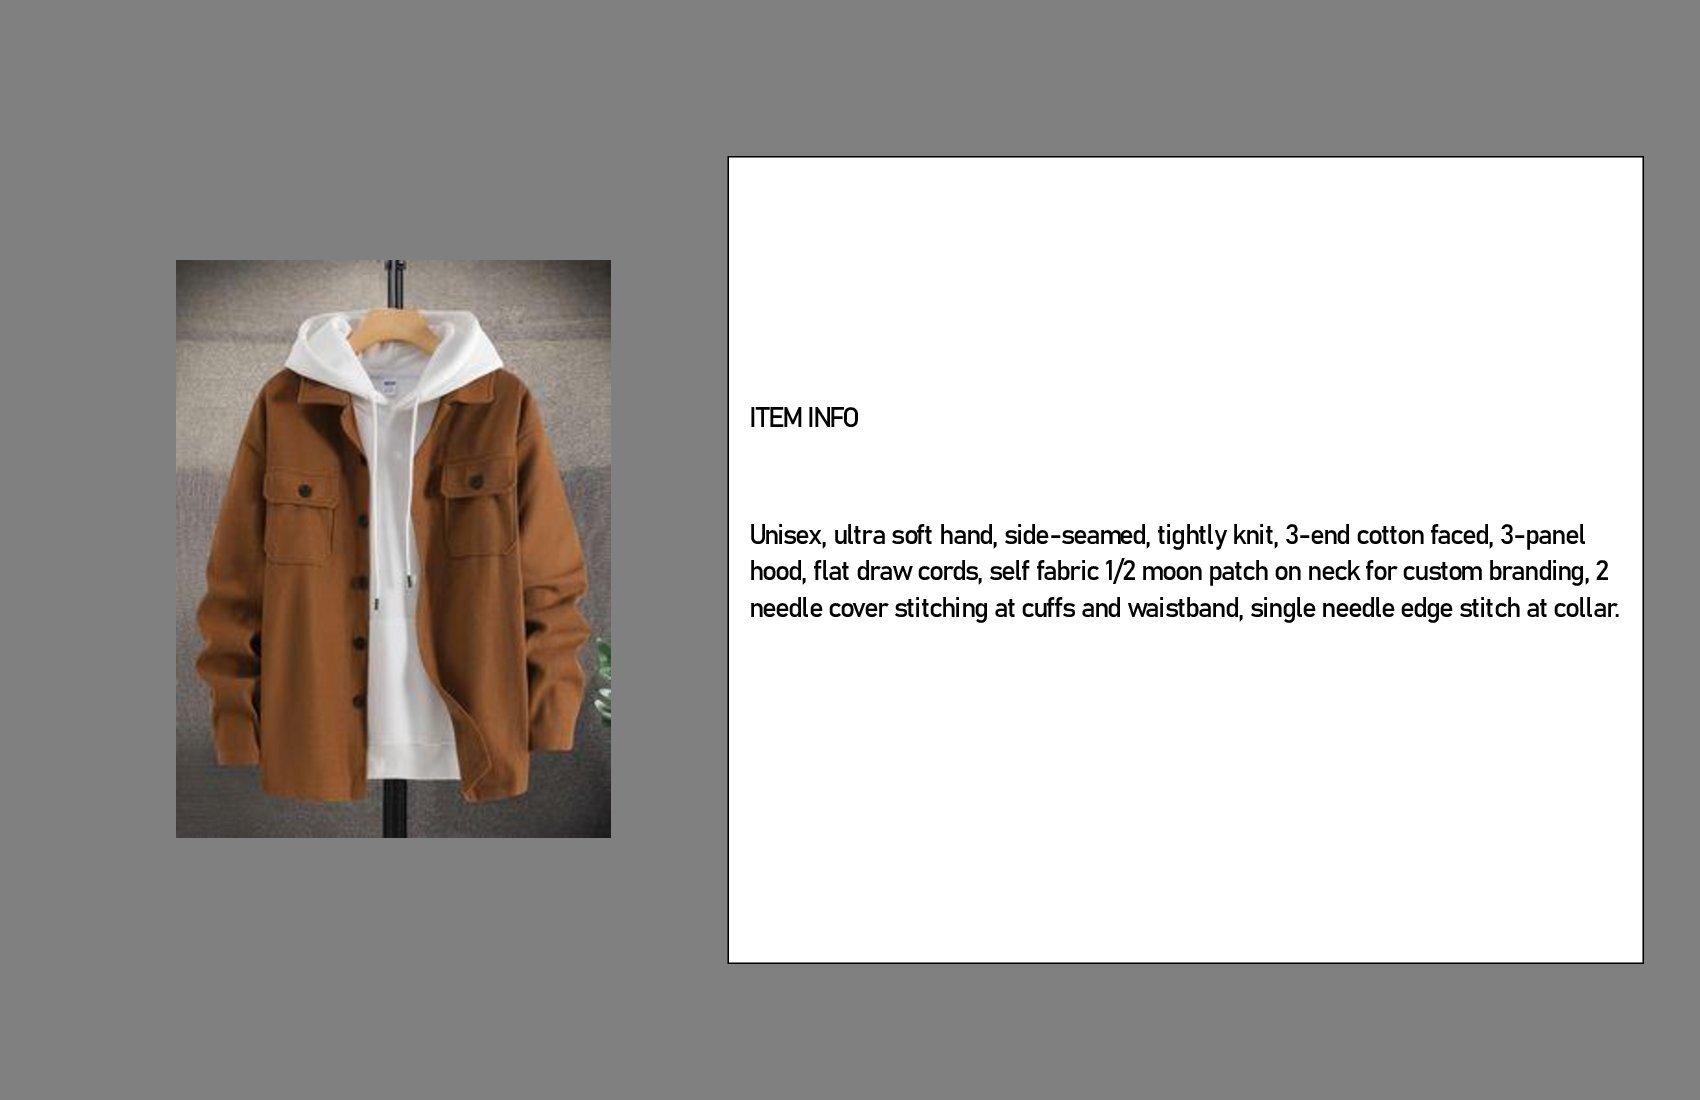 ITEM INFO
Unisex, ultra soft hand, side-seamed, tightly knit, 3-end cotton faced, 3-panel
hood, flat draw cords, self fabric 1/2 moon patch on neck for custom branding, 2
needle cover stitching at cuffs and waistband, single needle edge stitch at collar.